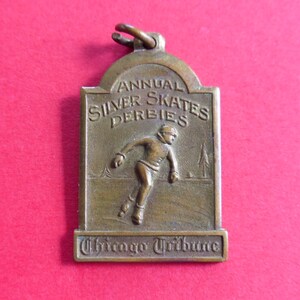 ANNUAL
SILVER SKATES
DERBIES
Chicago Tribune